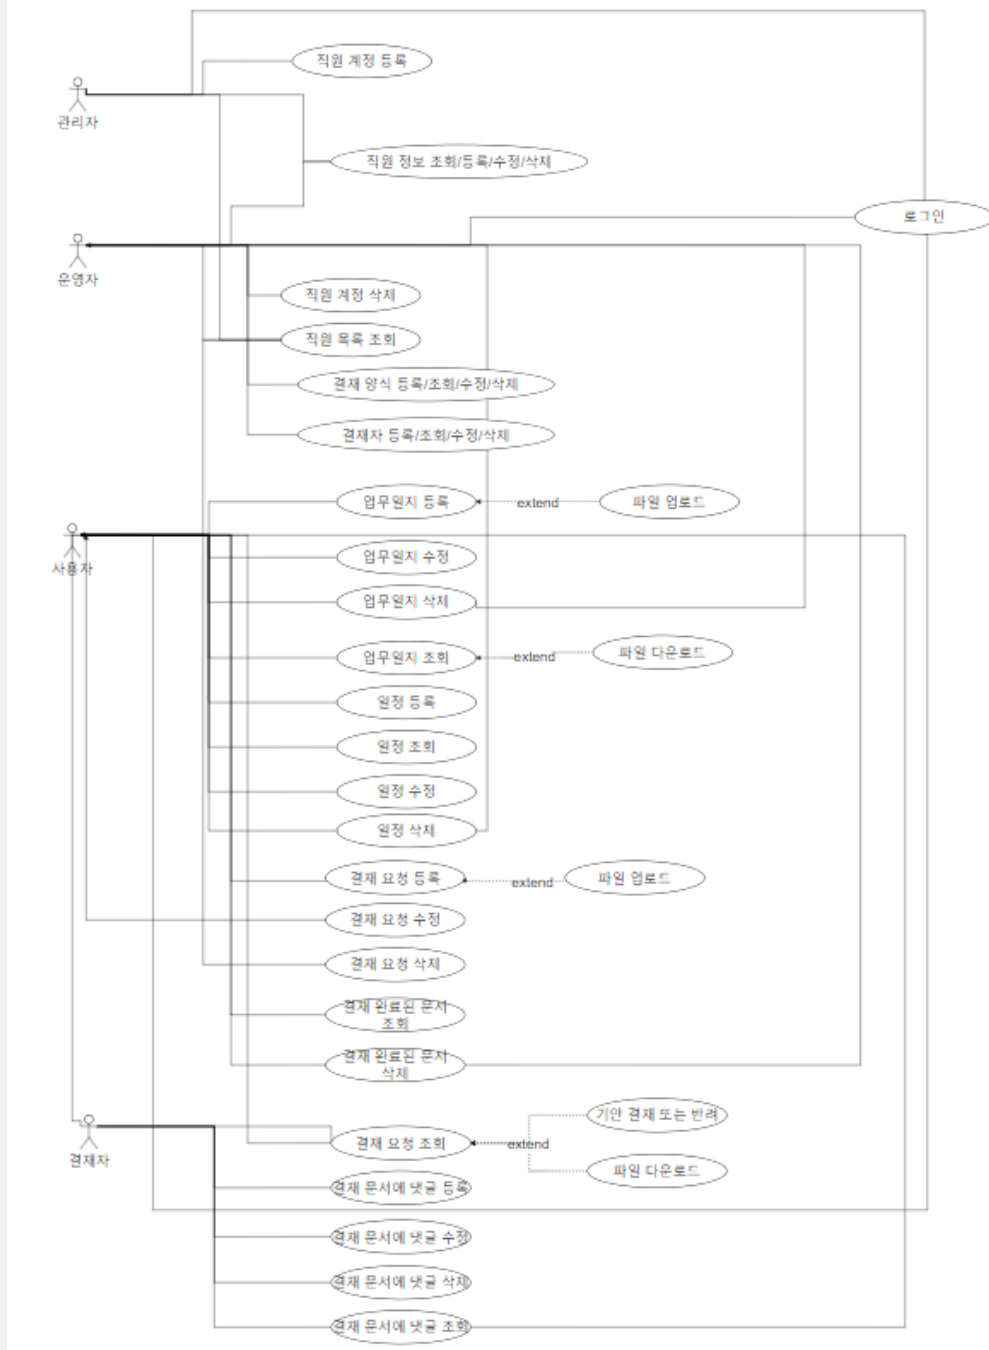 직원 계정 등록
관리자
직원 정보 조회/등록/수정/삭제
로그인
운영자
직원 계정 삭제
직원 목록 조회
결재 양식 등록/조회/수정/삭제
결재자 등록/조회/수정/삭제
업무일지 등록
extend
파일 업로드
사용자
업무일지 수정
업무일지 삭제
업무일지 조회
extend
파일 다운로드
일정 등록
일정 조회
일정 수정
일정 삭제
결재 요청 등록
extend
파일 업로드
결재 요청 수정
결재 요청 삭제
결재 완료된 문서
조회
결재 완료된 문서
삭제
결재자
결재 요청 조회
extend
기안 결재 또는 반려
파일 다운로드
결재 문서에 댓글 등록
결재 문서에 댓글 수정
결재 문서에 댓글 삭제
결재 문서에 댓글 조회